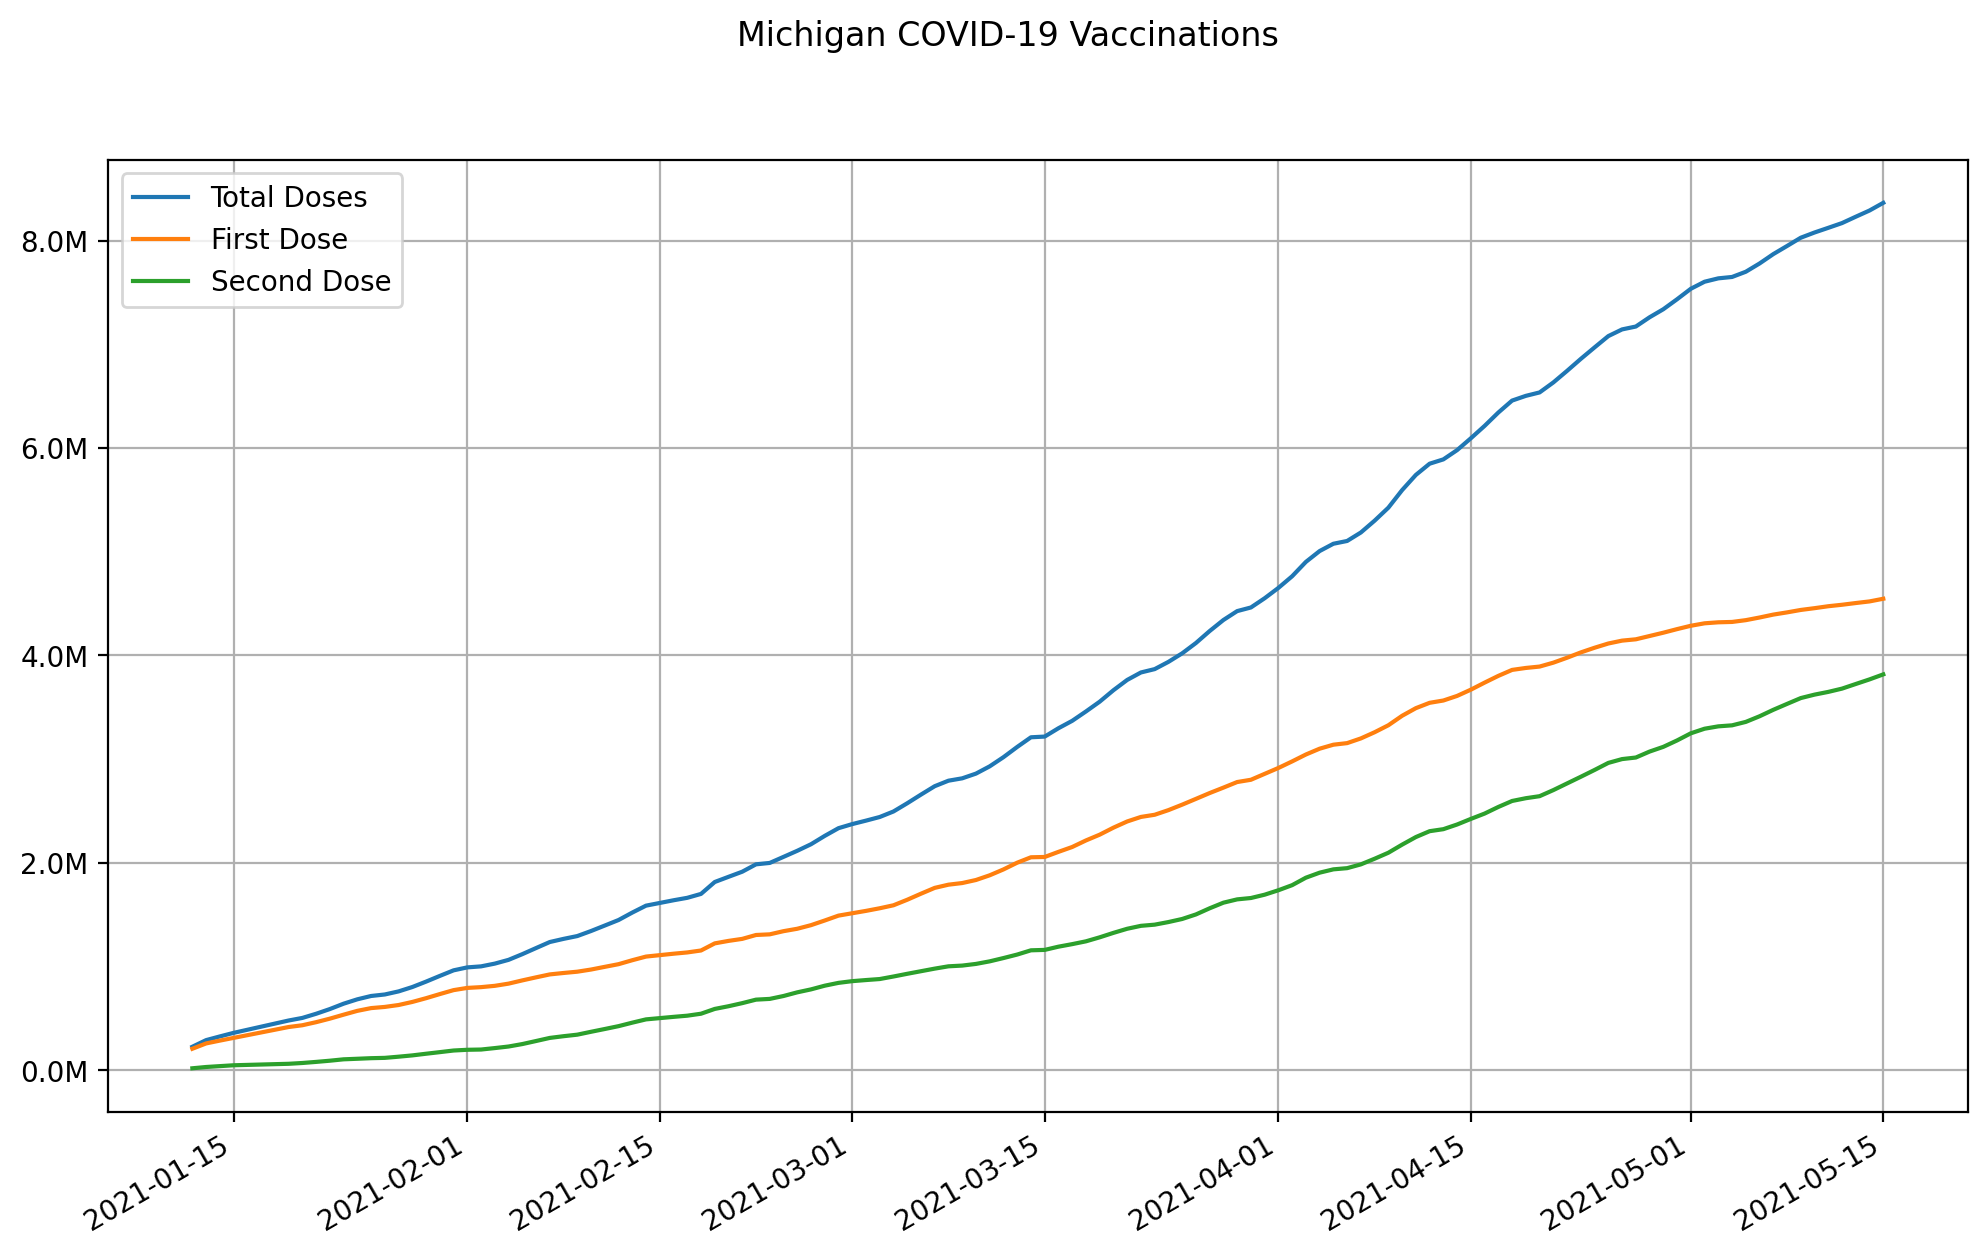 Michigan COVID-19 Vaccinations
Total Doses
First Dose
Second Dose
8.0M
6.0M
4.0M
2.0M
0.0M
2021-01-15
2021-02-01
2021-02-15
2021-03-01
2021-03-15
2021-04-01
2021-04-15
2021-05-01
2021-05-15